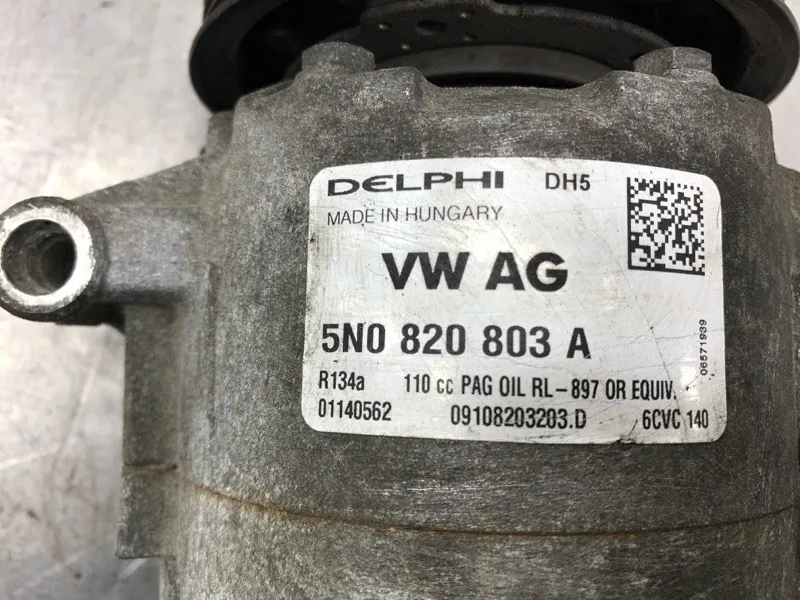 DELPHI DH5
MADE IN HUNGARY
VW AG
5N0 820 803 A
R134a 110 cc PAG OIL RL-897 OR EQUIV.
01140562 09108203203.D 6CVC 140
06571939